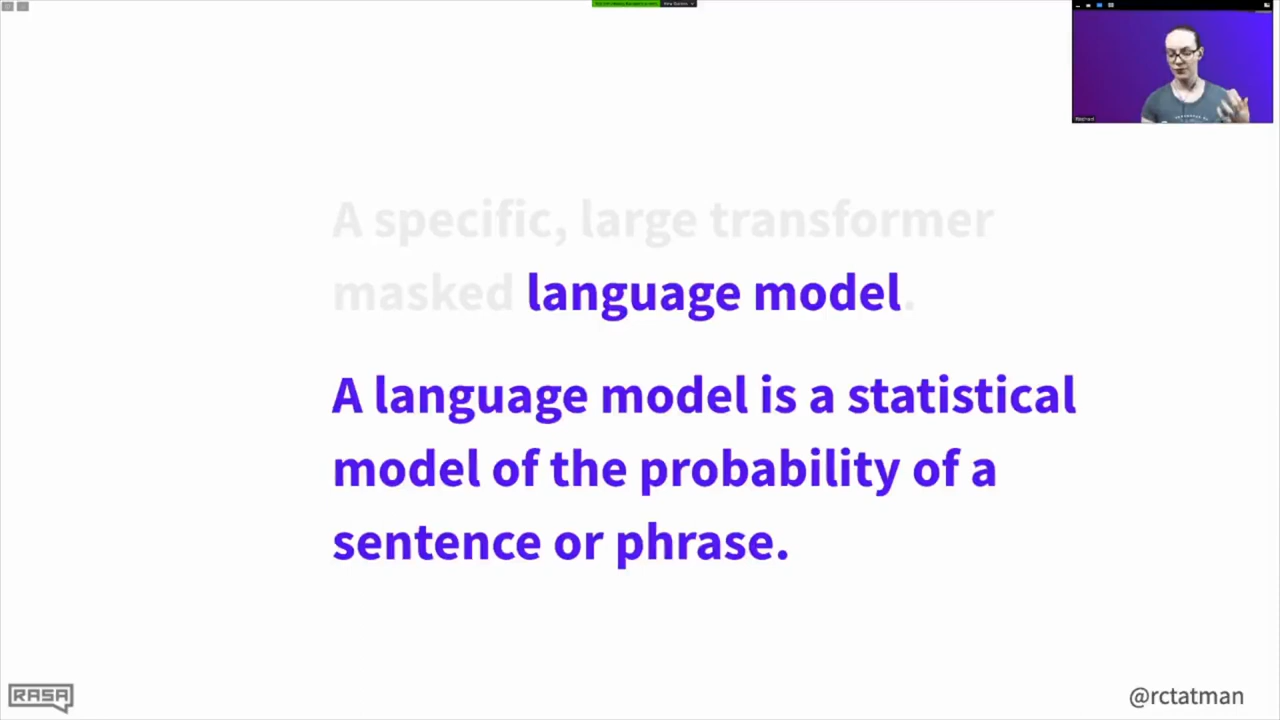 A specific, large transformer
masked language model.
A language model is a statistical
model of the probability of a
sentence or phrase.
RASA
@rctatman